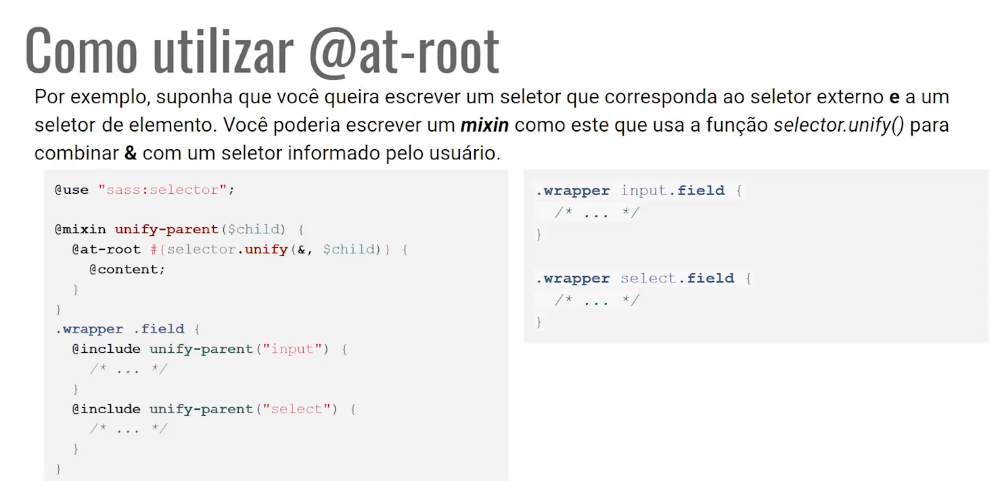 Como utilizar @at-root
Por exemplo, suponha que você queira escrever um seletor que corresponda ao seletor externo e a um
seletor de elemento. Você poderia escrever um mixin como este que usa a função selector.unify() para
combinar & com um seletor informado pelo usuário.
@use "sass:selector";
@mixin unify-parent($child) {
@at-root #{selector.unify(&, $child)} {
@content;
}
}
.wrapper .field {
@include unify-parent("input") {
/* ... */
}
@include unify-parent("select") {
/* ... */
}
}
.wrapper input.field {
/* ... */
}
.wrapper select.field {
/* ... */
}